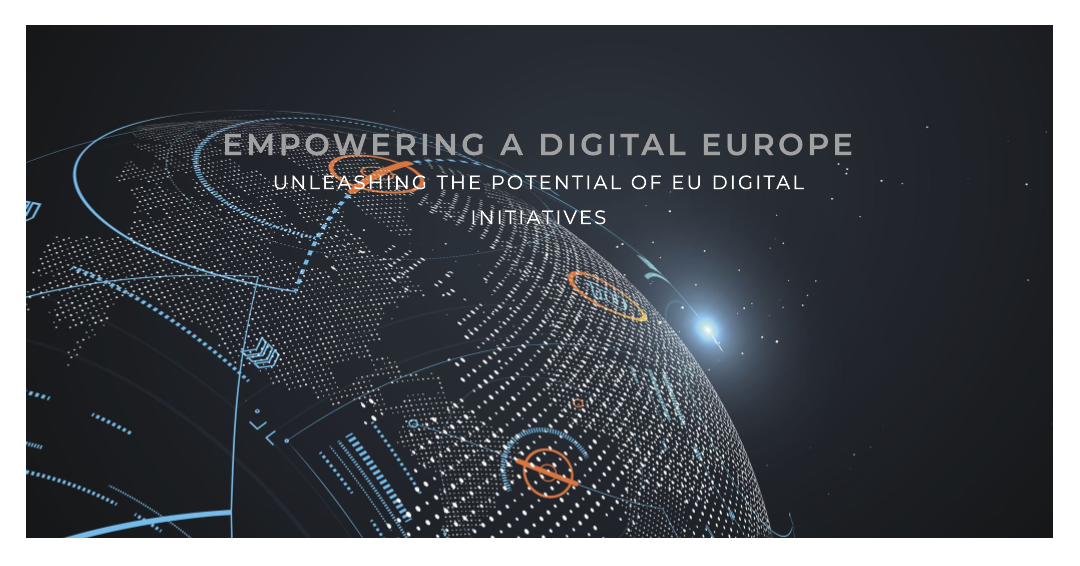 EMPOWERING A DIGITAL EUROPE
UNLEASHING THE POTENTIAL OF EU DIGITAL
INITIATIVES